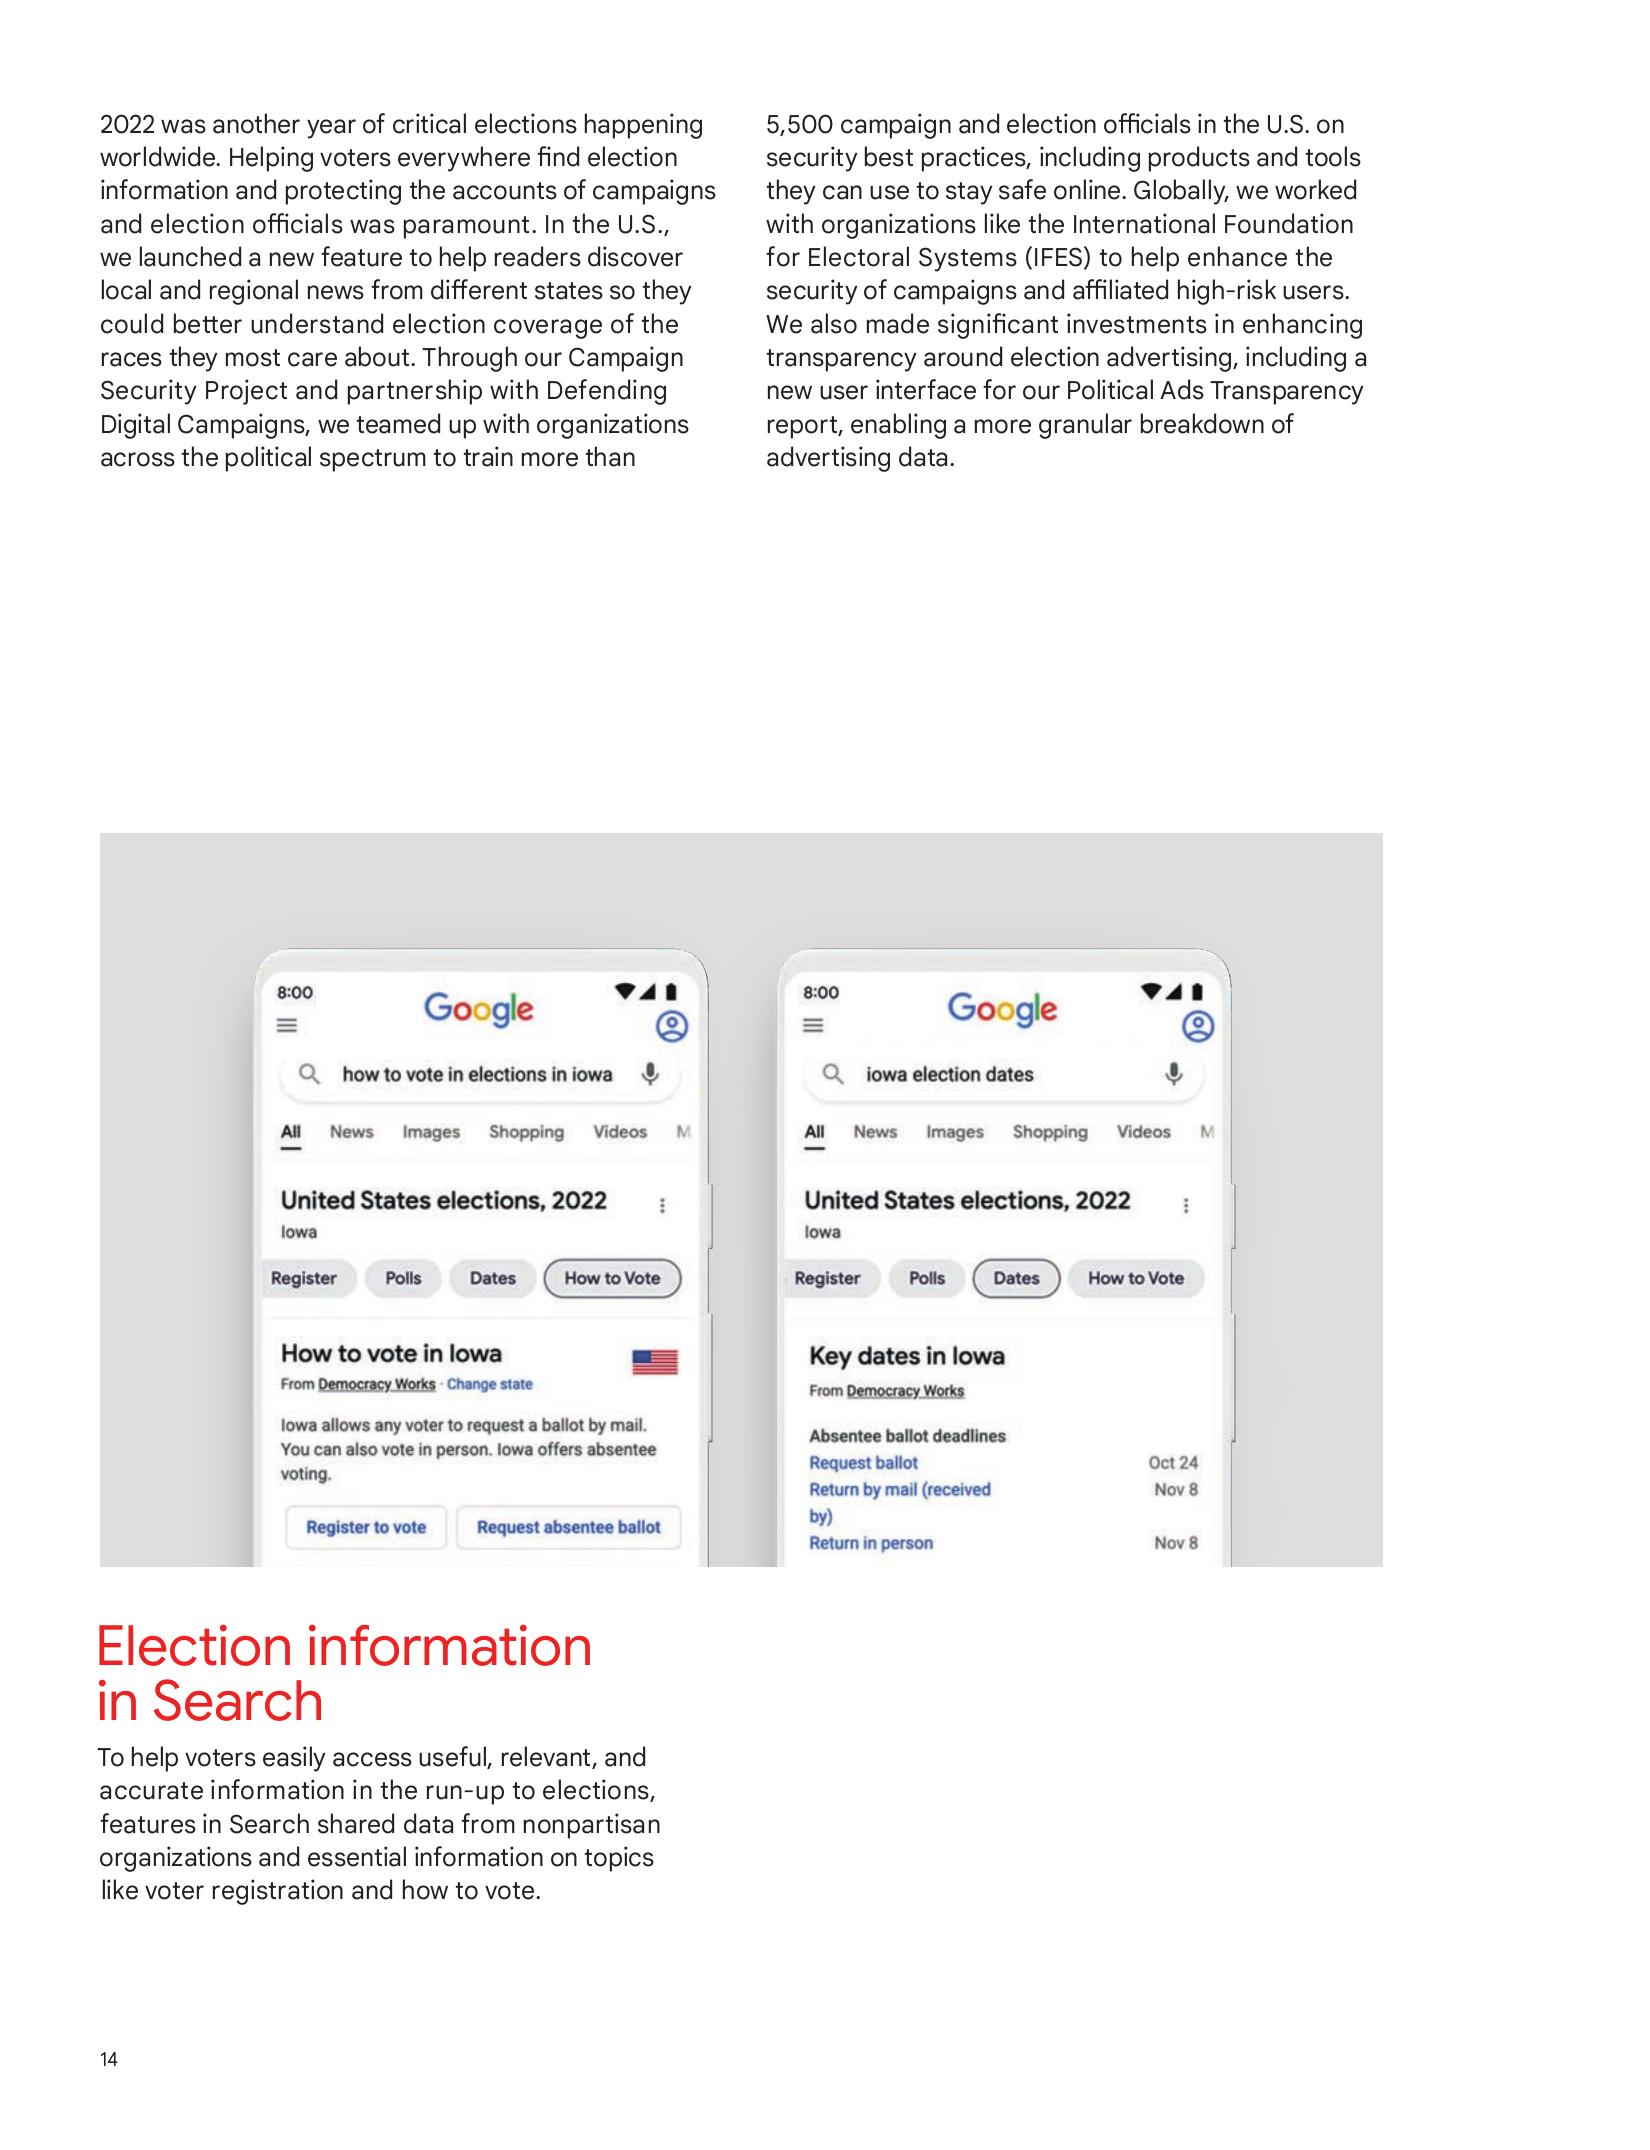 2022 was another year of critical elections happening
worldwide. Helping voters everywhere find election
information and protecting the accounts of campaigns
and election officials was paramount. In the U.S.,
we launched a new feature to help readers discover
local and regional news from different states so they
could better understand election coverage of the
races they most care about. Through our Campaign
Security Project and partnership with Defending
Digital Campaigns, we teamed up with organizations
across the political spectrum to train more than
5,500 campaign and election officials in the U.S. on
security best practices, including products and tools
they can use to stay safe online. Globally, we worked
with organizations like the International Foundation
for Electoral Systems (IFES) to help enhance the
security of campaigns and affiliated high-risk users.
We also made significant investments in enhancing
transparency around election advertising, including a
new user interface for our Political Ads Transparency
report, enabling a more granular breakdown of
advertising data.
8:00
Google
how to vote in elections in iowa
All News Images Shopping Videos M
United States elections, 2022
Iowa
Register Polls Dates How to Vote
How to vote in Iowa
From Democracy Works · Change state
Iowa allows any voter to request a ballot by mail.
You can also vote in person. Iowa offers absentee
voting.
Register to vote Request absentee ballot
8:00
Google
iowa election dates
All News Images Shopping Videos M
United States elections, 2022
Iowa
Register Polls Dates How to Vote
Key dates in Iowa
From Democracy Works
Absentee ballot deadlines
Request ballot Oct 24
Return by mail (received Nov 8
by)
Return in person Nov 8
Election information
in Search
To help voters easily access useful, relevant, and
accurate information in the run-up to elections,
features in Search shared data from nonpartisan
organizations and essential information on topics
like voter registration and how to vote.
14